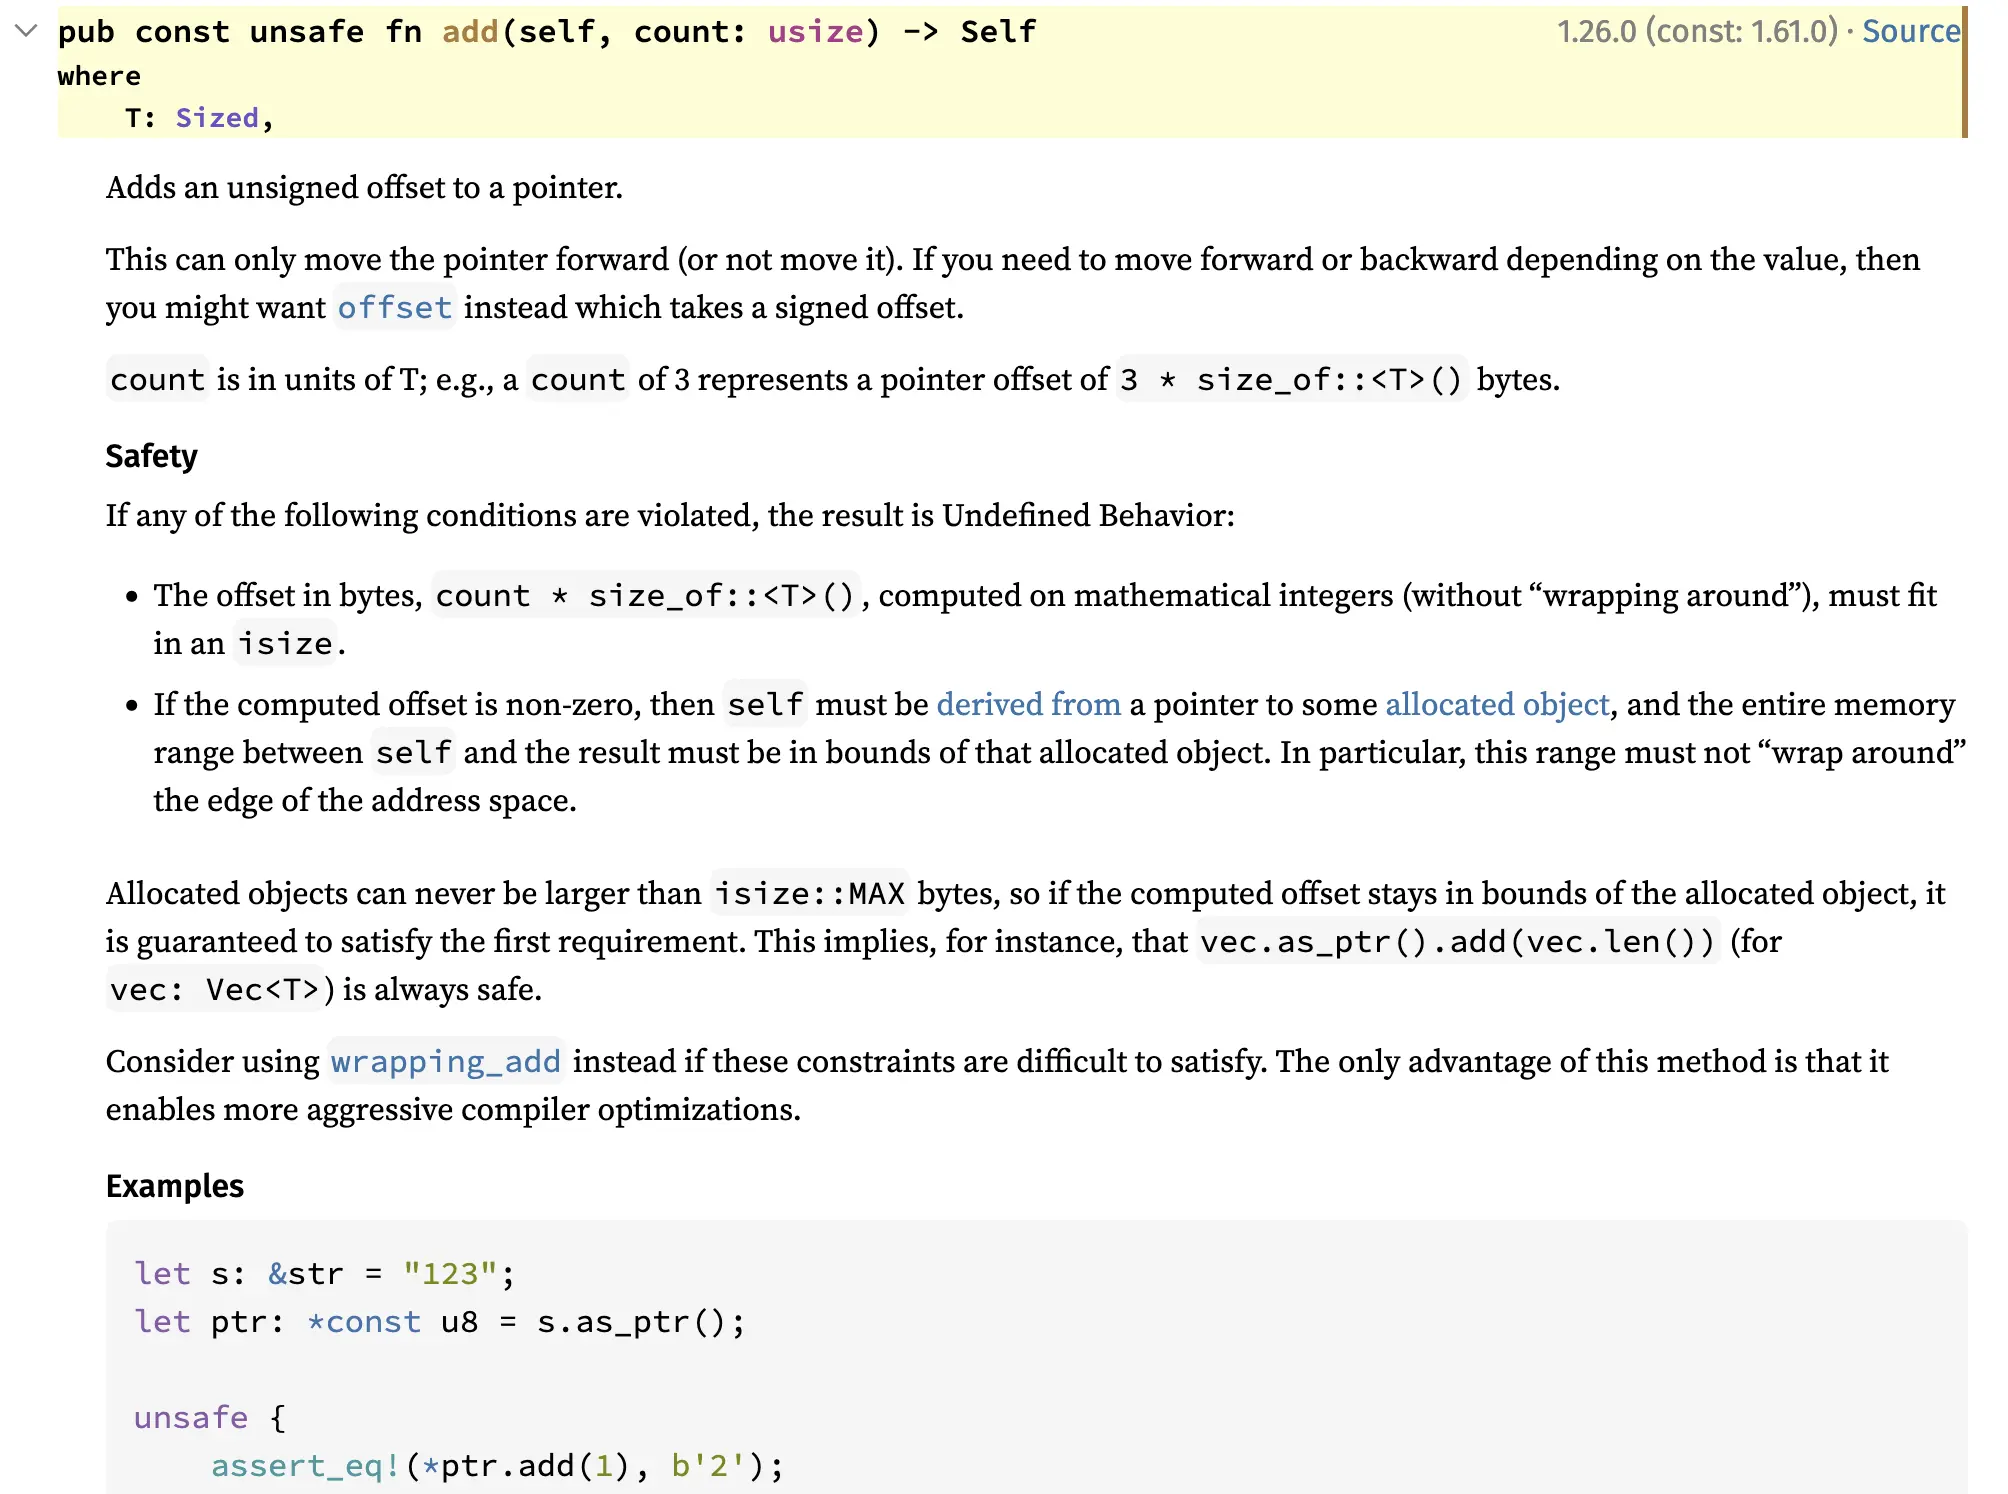 pub const unsafe fn add(self, count: usize) -> Self 1.26.0 (const: 1.61.0) · Source
where
    T: Sized,
Adds an unsigned offset to a pointer.
This can only move the pointer forward (or not move it). If you need to move forward or backward depending on the value, then
you might want offset instead which takes a signed offset.
count is in units of T; e.g., a count of 3 represents a pointer offset of 3 * size_of::<T>() bytes.
Safety
If any of the following conditions are violated, the result is Undefined Behavior:
• The offset in bytes, count * size_of::<T>(), computed on mathematical integers (without “wrapping around”), must fit
in an isize.
• If the computed offset is non-zero, then self must be derived from a pointer to some allocated object, and the entire memory
range between self and the result must be in bounds of that allocated object. In particular, this range must not “wrap around”
the edge of the address space.
Allocated objects can never be larger than isize::MAX bytes, so if the computed offset stays in bounds of the allocated object, it
is guaranteed to satisfy the first requirement. This implies, for instance, that vec.as_ptr().add(vec.len()) (for
vec: Vec<T>) is always safe.
Consider using wrapping_add instead if these constraints are difficult to satisfy. The only advantage of this method is that it
enables more aggressive compiler optimizations.
Examples
let s: &str = "123";
let ptr: *const u8 = s.as_ptr();
unsafe {
    assert_eq!(*ptr.add(1), b'2');